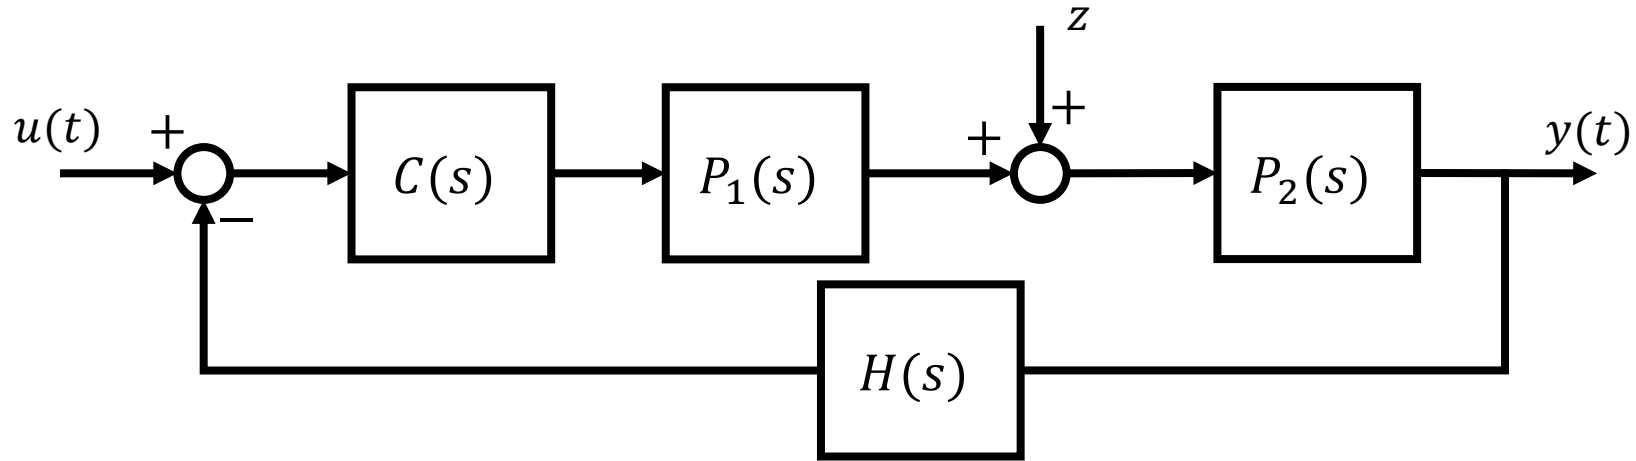 z
u(t) + C(s) P₁(s) + + P₂(s) y(t)
−
H(s)